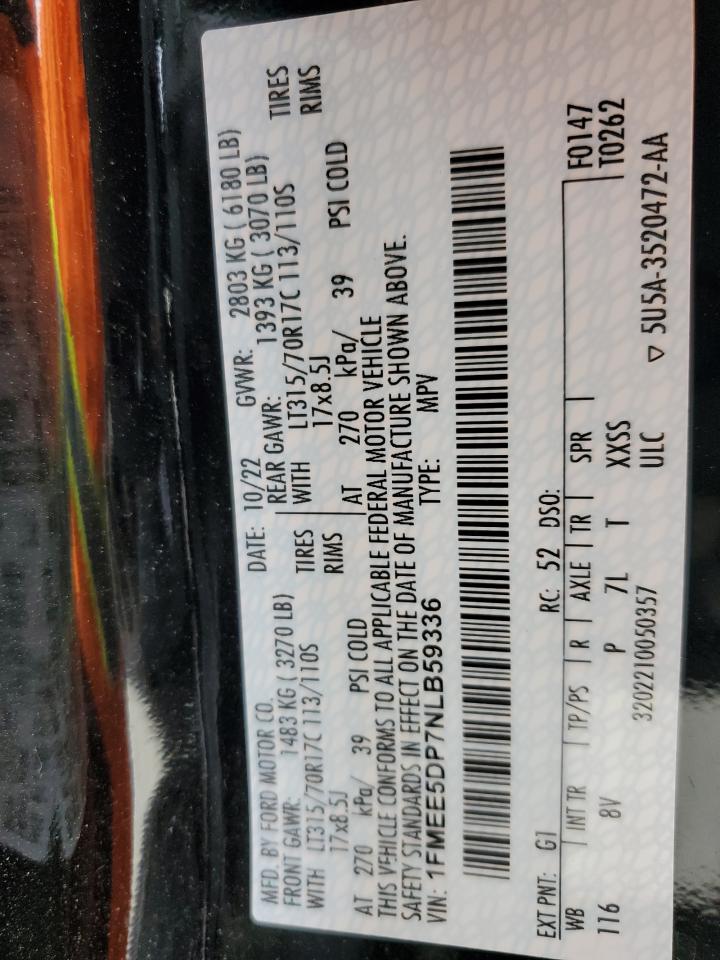 MFD. BY FORD MOTOR CO. DATE: 10/22 GVWR: 2803 KG ( 6180 LB)
FRONT GAWR: 1483 KG ( 3270 LB) REAR GAWR: 1393 KG ( 3070 LB)
WITH LT315/70R17C 113/110S TIRES WITH LT315/70R17C 113/110S TIRES
17x8.5J RIMS 17x8.5J RIMS
AT 270 kPa/ 39 PSI COLD AT 270 kPa/ 39 PSI COLD
THIS VEHICLE CONFORMS TO ALL APPLICABLE FEDERAL MOTOR VEHICLE
SAFETY STANDARDS IN EFFECT ON THE DATE OF MANUFACTURE SHOWN ABOVE.
VIN: 1FMEE5DP7NLB59336 TYPE: MPV
EXT PNT: G1 RC: 52 DSO: F0147
WB INT TR TP/PS R AXLE TR SPR T0262
116 8V P 7L T XXSS
3202210050357 ULC ▽ 5U5A-3520472-AA